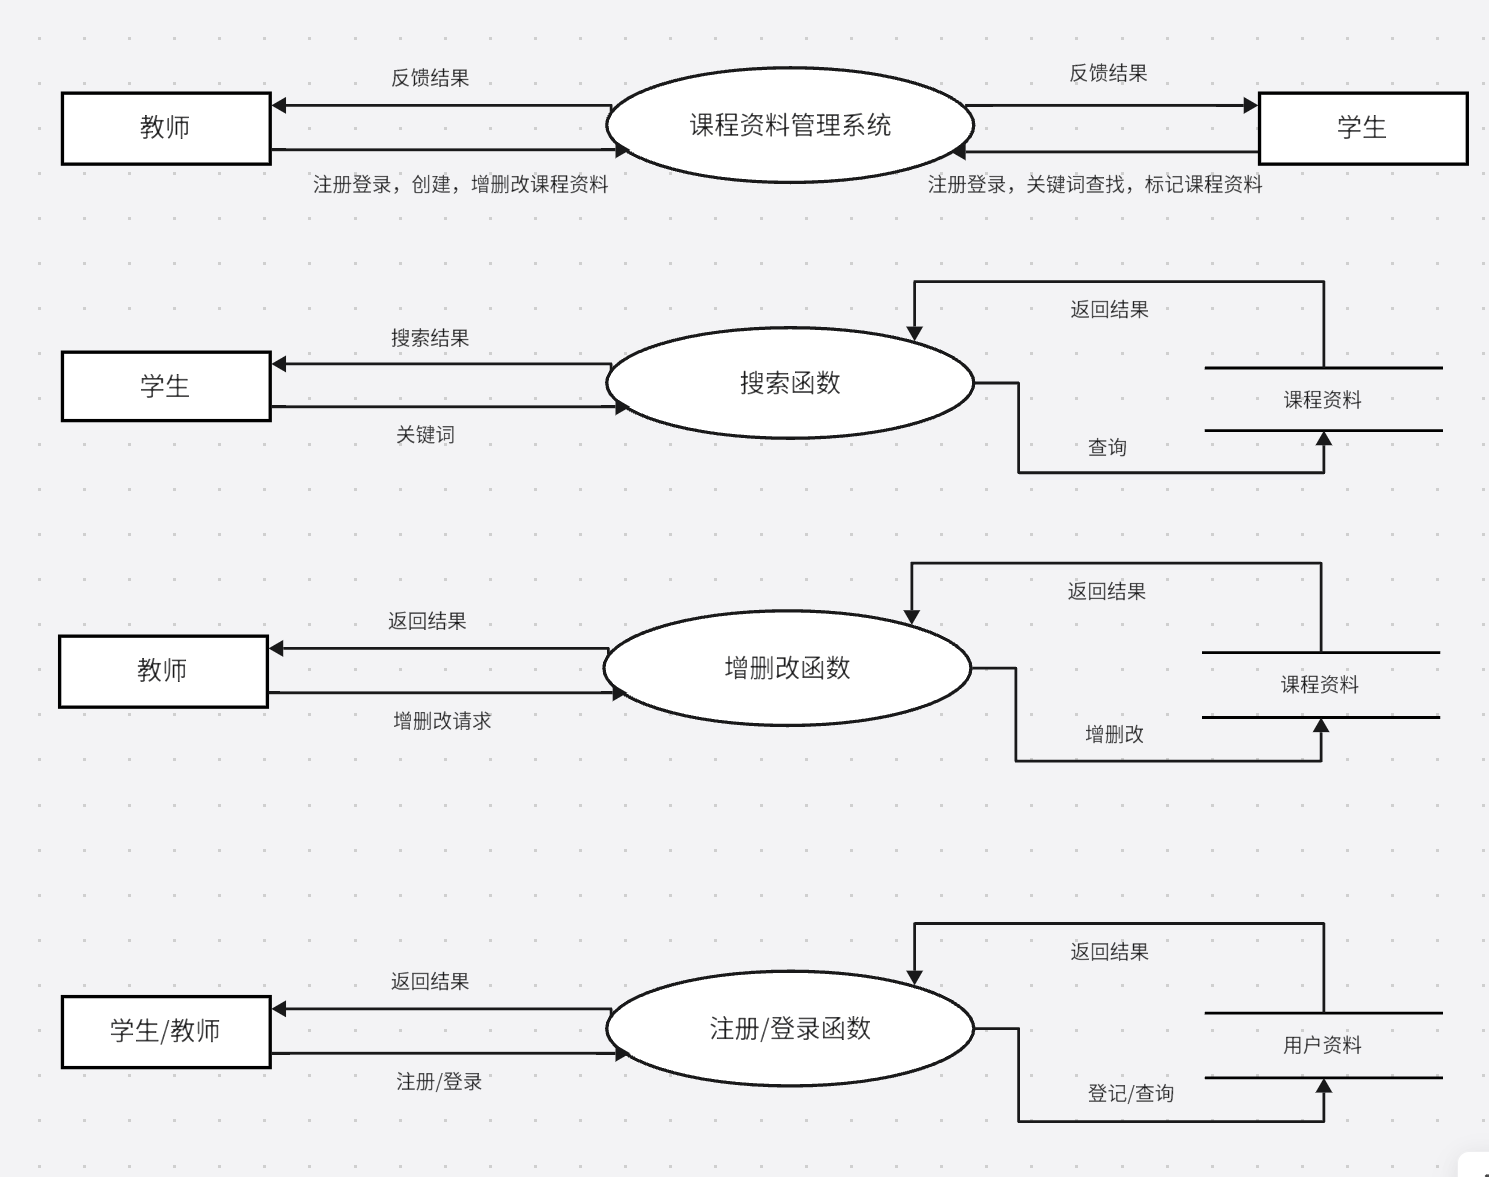 反馈结果
反馈结果
教师
课程资料管理系统
学生
注册登录，创建，增删改课程资料
注册登录，关键词查找，标记课程资料
返回结果
搜索结果
学生
搜索函数
课程资料
关键词
查询
返回结果
返回结果
教师
增删改函数
课程资料
增删改请求
增删改
返回结果
返回结果
学生/教师
注册/登录函数
用户资料
注册/登录
登记/查询